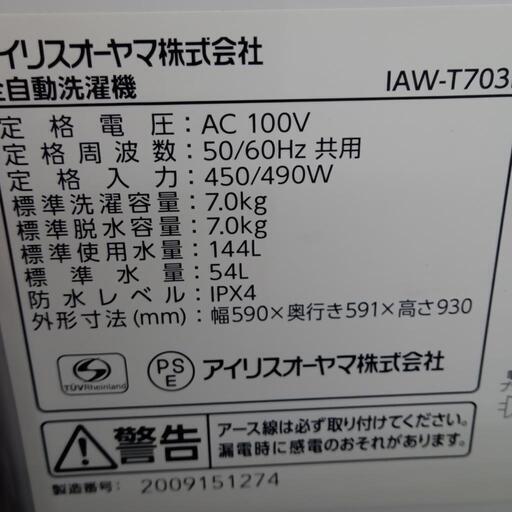 アイリスオーヤマ株式会社
全自動洗濯機 IAW-T703
定格電圧：AC 100V
定格周波数：50/60Hz 共用
定格入力：450/490W
標準洗濯容量：7.0kg
標準脱水容量：7.0kg
標準使用水量：144L
標準水量：54L
防水レベル：IPX4
外形寸法(mm)：幅590×奥行き591×高さ930
TÜVRheinland PSE アイリスオーヤマ株式会社
警告 アース線は必ず取り付けてください。
漏電時に感電のおそれがあります。
製造番号：2009151274